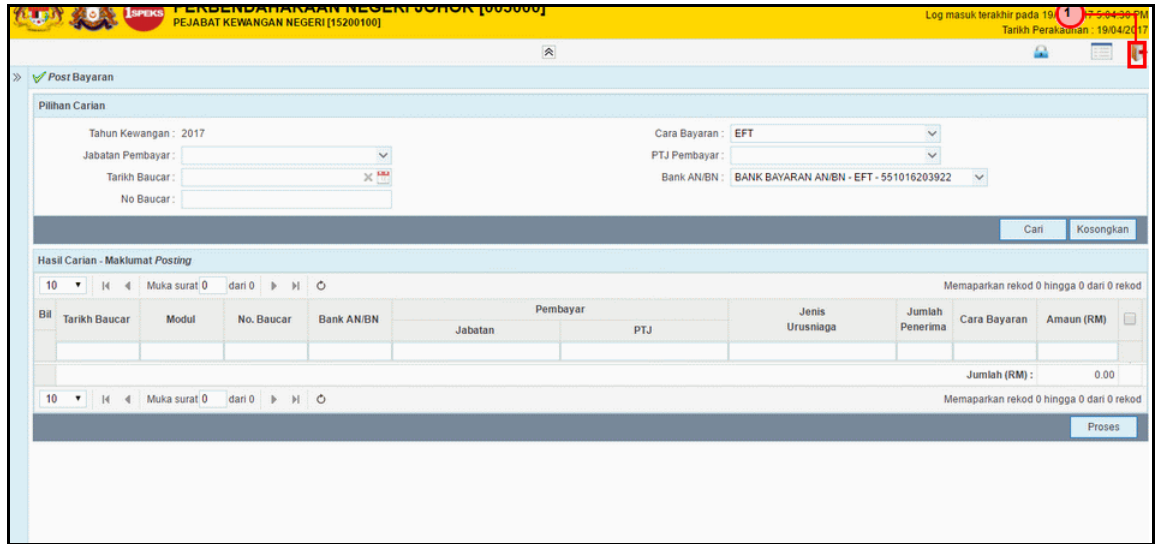 ISPEKS PERBENDAHARAAN NEGERI JOHOR [005000]
PEJABAT KEWANGAN NEGERI [15200100]
Log masuk terakhir pada 19/ 1 17 5:04:30 PM
Tarikh Perakaunan : 19/04/2017
Post Bayaran
Pilihan Carian
Tahun Kewangan : 2017 Cara Bayaran : EFT
Jabatan Pembayar : PTJ Pembayar :
Tarikh Baucar : Bank AN/BN : BANK BAYARAN AN/BN - EFT - 551016203922
No Baucar :
Cari Kosongkan
Hasil Carian - Maklumat Posting
10 Muka surat 0 dari 0 Memaparkan rekod 0 hingga 0 dari 0 rekod
Bil Tarikh Baucar Modul No. Baucar Bank AN/BN Pembayar Jabatan PTJ Jenis Urusniaga Jumlah Penerima Cara Bayaran Amaun (RM)
Jumlah (RM) : 0.00
10 Muka surat 0 dari 0 Memaparkan rekod 0 hingga 0 dari 0 rekod
Proses